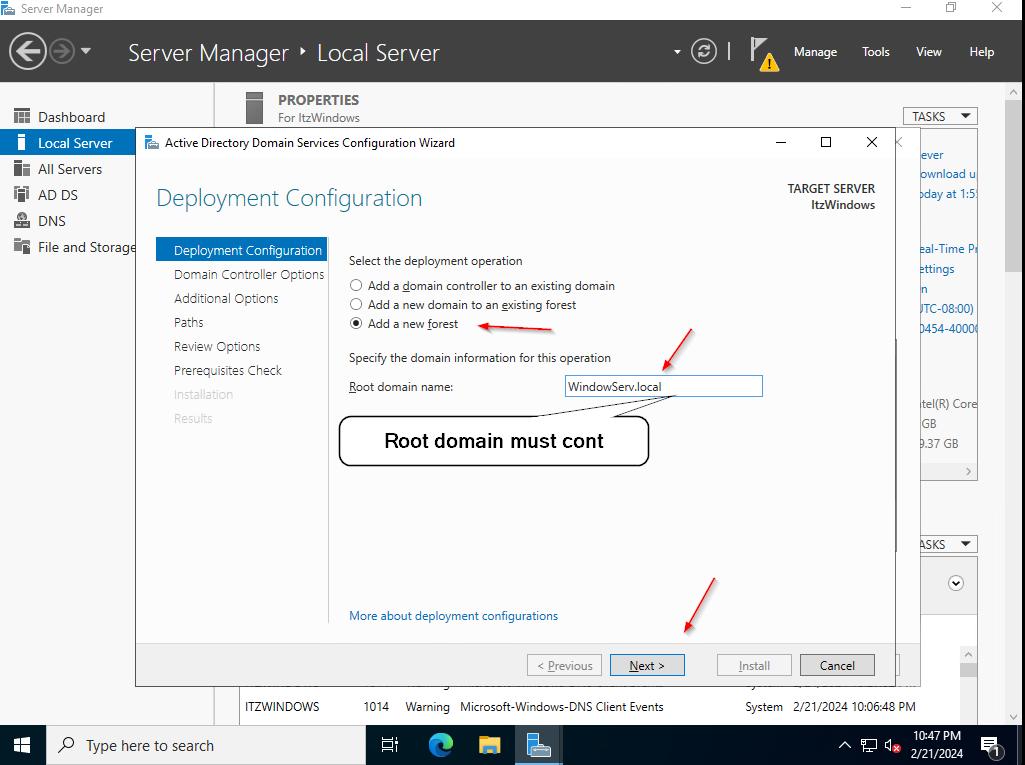 Server Manager
Server Manager • Local Server
Manage Tools View Help
Dashboard
Local Server
All Servers
AD DS
DNS
File and Storage
PROPERTIES
For ItzWindows
TASKS
Active Directory Domain Services Configuration Wizard
Deployment Configuration
TARGET SERVER
ItzWindows
Deployment Configuration
Domain Controller Options
Additional Options
Paths
Review Options
Prerequisites Check
Installation
Results
Select the deployment operation
Add a domain controller to an existing domain
Add a new domain to an existing forest
Add a new forest
Specify the domain information for this operation
Root domain name: WindowServ.local
Root domain must cont
More about deployment configurations
< Previous Next > Install Cancel
ever
ownload u
day at 1:5
eal-Time Pr
ettings
n
UTC-08:00)
0454-4000
ntel(R) Core
GB
9.37 GB
ASKS
ITZWINDOWS 1014 Warning Microsoft-Windows-DNS Client Events System 2/21/2024 10:06:48 PM
Type here to search
10:47 PM
2/21/2024
1